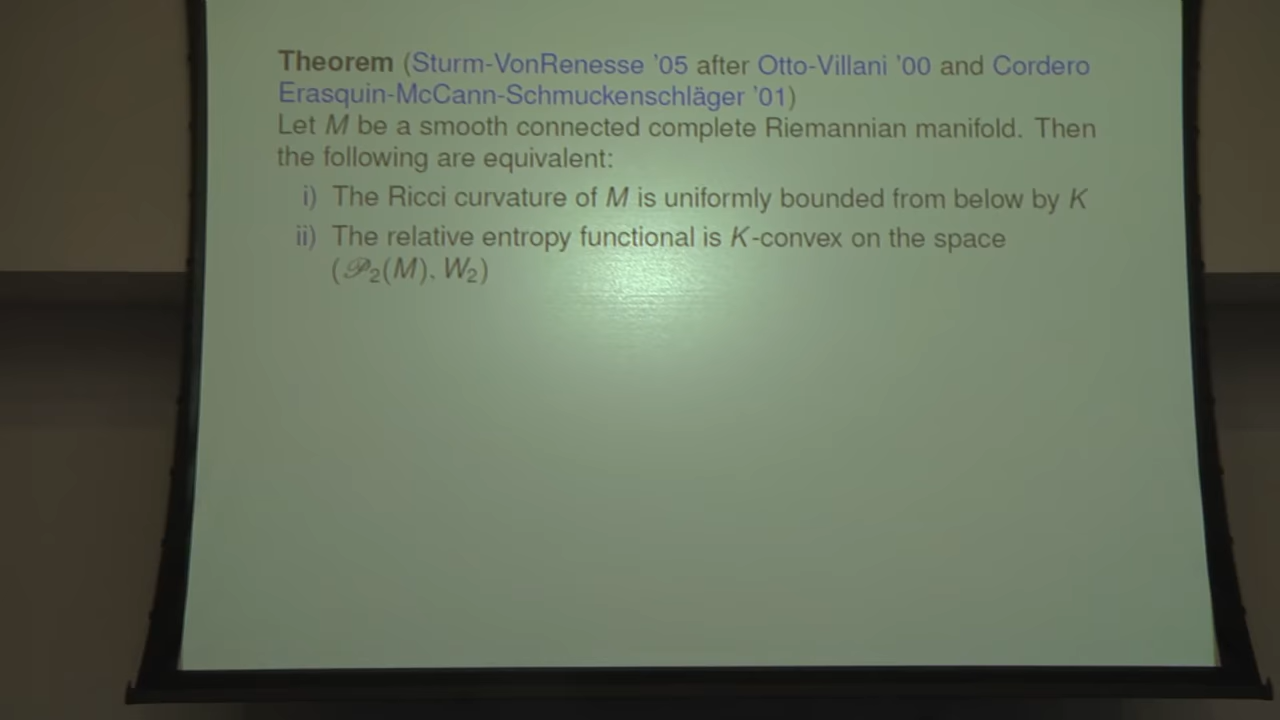 Theorem (Sturm-VonRenesse '05 after Otto-Villani '00 and Cordero
Erasquin-McCann-Schmuckenschläger '01)
Let M be a smooth connected complete Riemannian manifold. Then
the following are equivalent:
i) The Ricci curvature of M is uniformly bounded from below by K
ii) The relative entropy functional is K-convex on the space
(𝒫₂(M), W₂)